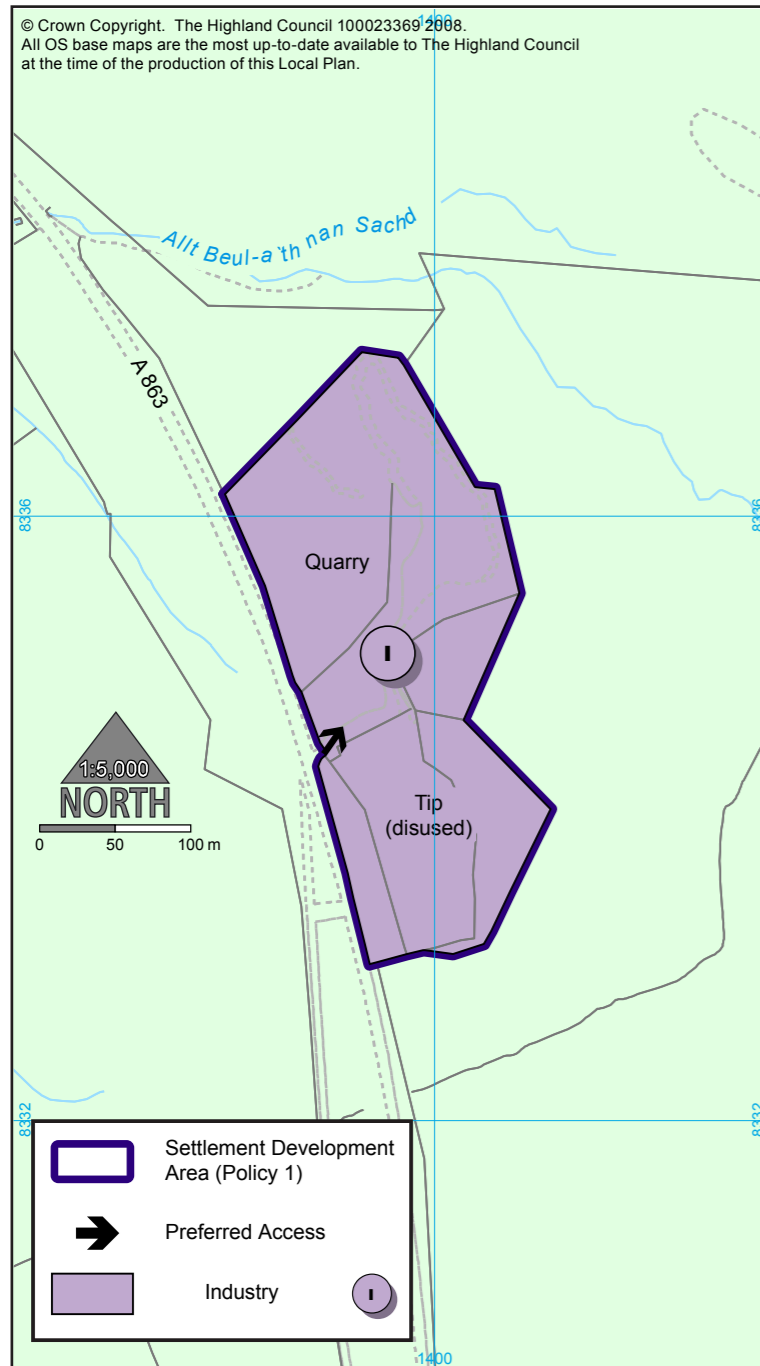 © Crown Copyright. The Highland Council 100023369 2008.
All OS base maps are the most up-to-date available to The Highland Council
at the time of the production of this Local Plan.
1400
Allt Beul-a'th nan Sachd
A 863
8336
8336
Quarry
I
1:5,000
NORTH
0 50 100 m
Tip
(disused)
8332
8332
Settlement Development
Area (Policy 1)
Preferred Access
Industry
I
1400